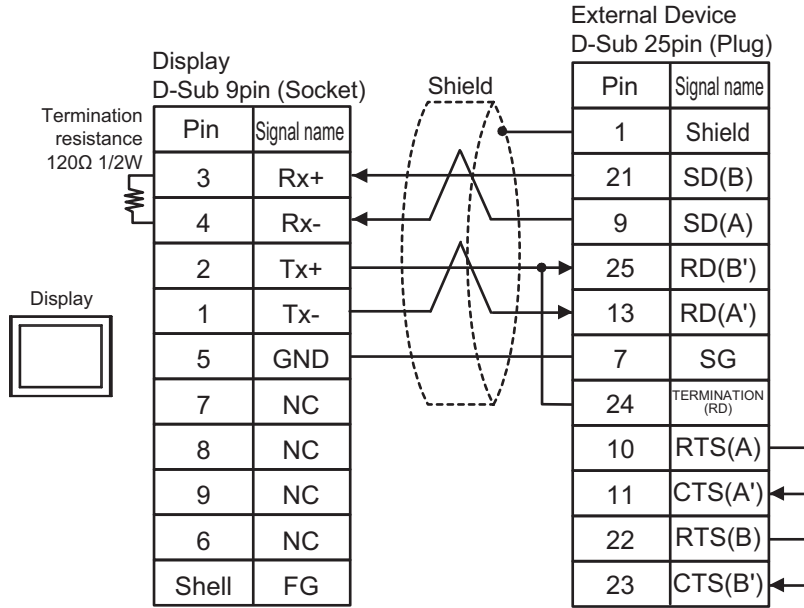 External Device
D-Sub 25pin (Plug)
Display
D-Sub 9pin (Socket)
Shield
Termination
resistance
120Ω 1/2W
Pin Signal name
3 Rx+
4 Rx-
2 Tx+
1 Tx-
5 GND
7 NC
8 NC
9 NC
6 NC
Shell FG
Display
Pin Signal name
1 Shield
21 SD(B)
9 SD(A)
25 RD(B')
13 RD(A')
7 SG
24 TERMINATION
(RD)
10 RTS(A)
11 CTS(A')
22 RTS(B)
23 CTS(B')